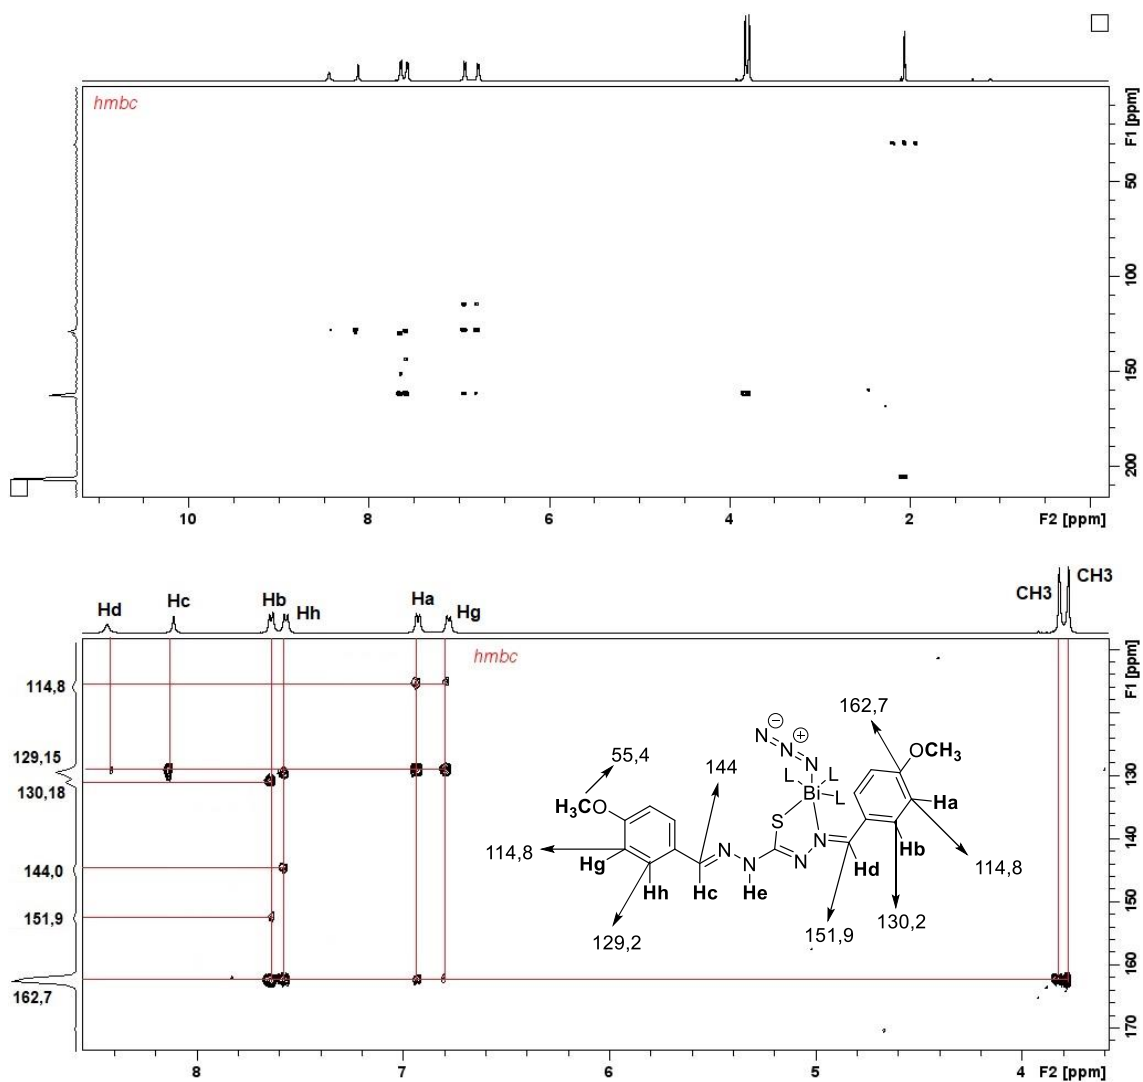 hmbc
F1 [ppm]
50
100
150
200
10
8
6
4
2
F2 [ppm]
Hd
Hc
Hb
Hh
Ha
Hg
CH3
CH3
hmbc
F1 [ppm]
114,8
129,15
130,18
144,0
151,9
162,7
130
140
150
160
170
162,7
N
⊖
N
⊕
N
OCH3
55,4
144
L
L
L
Bi
H3CO
S
Ha
114,8
N
N
N
N
Hb
Hg
Hd
114,8
Hh
Hc
H
He
129,2
151,9
130,2
8
7
6
5
4
F2 [ppm]